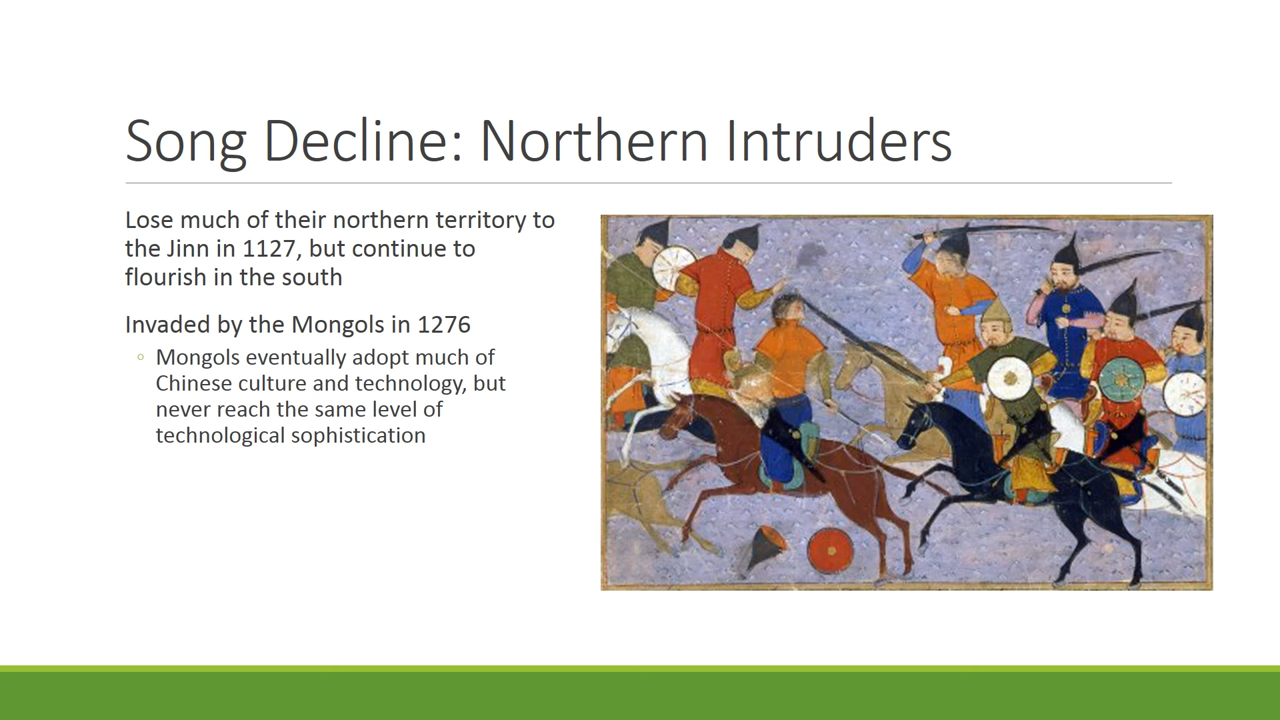 Song Decline: Northern Intruders
Lose much of their northern territory to
the Jinn in 1127, but continue to
flourish in the south
Invaded by the Mongols in 1276
◦ Mongols eventually adopt much of
Chinese culture and technology, but
never reach the same level of
technological sophistication